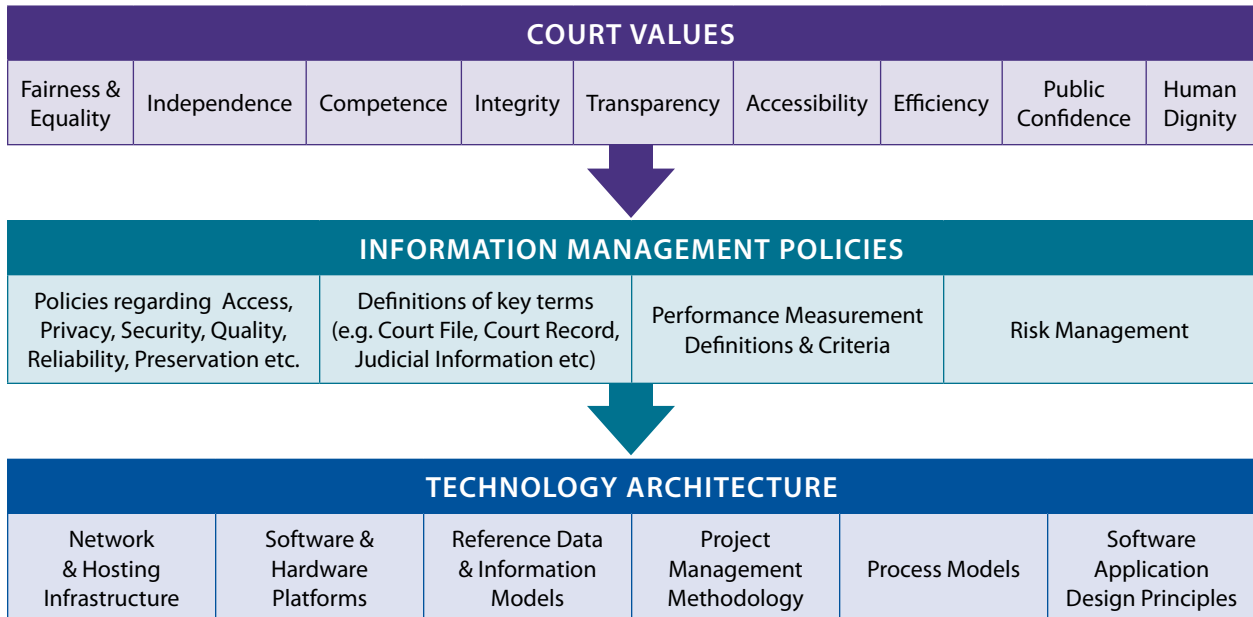 COURT VALUES
Fairness &
Equality
Independence
Competence
Integrity
Transparency
Accessibility
Efficiency
Public
Confidence
Human
Dignity
INFORMATION MANAGEMENT POLICIES
Policies regarding Access,
Privacy, Security, Quality,
Reliability, Preservation etc.
Definitions of key terms
(e.g. Court File, Court Record,
Judicial Information etc)
Performance Measurement
Definitions & Criteria
Risk Management
TECHNOLOGY ARCHITECTURE
Network
& Hosting
Infrastructure
Software &
Hardware
Platforms
Reference Data
& Information
Models
Project
Management
Methodology
Process Models
Software
Application
Design Principles